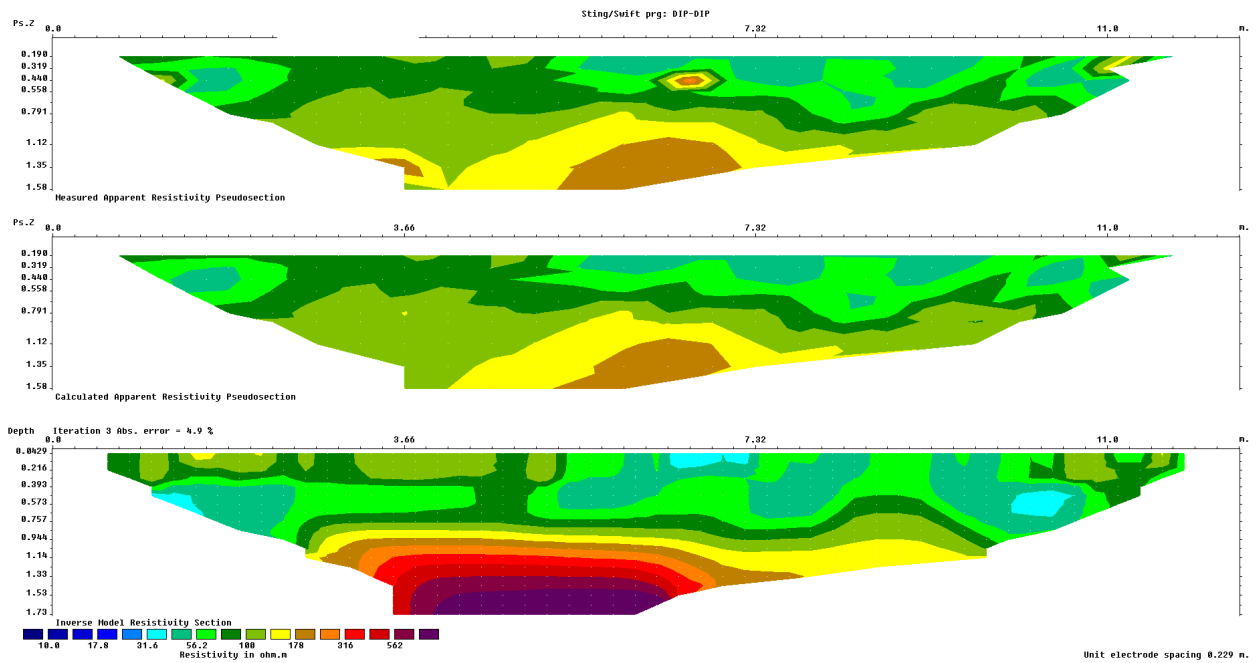 Sting/Swift prg: DIP-DIP
Ps.Z 0.0 7.32 11.0 m.
0.190
0.319
0.440
0.558
0.791
1.12
1.35
1.58
Measured Apparent Resistivity Pseudosection
Ps.Z 0.0 3.66 7.32 11.0 m.
0.190
0.319
0.440
0.558
0.791
1.12
1.35
1.58
Calculated Apparent Resistivity Pseudosection
Depth Iteration 3 Abs. error = 4.9 %
0.0 3.66 7.32 11.0 m.
0.0429
0.216
0.393
0.573
0.757
0.944
1.14
1.33
1.53
1.73
Inverse Model Resistivity Section
10.0 17.8 31.6 56.2 100 178 316 562
Resistivity in ohm.m
Unit electrode spacing 0.229 m.